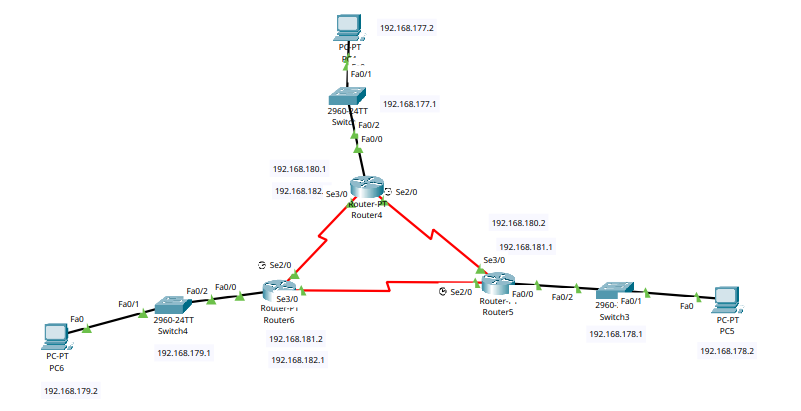 192.168.177.2
PC-PT
Fa0/1
192.168.177.1
2960-24TT
Fa0/2
Fa0/0
192.168.180.1
192.168.182.
Se3/0
Se2/0
Router-PT
Router4
192.168.180.2
192.168.181.1
Se2/0
Se3/0
Fa0/1
Fa0/2
Fa0/0
Se3/0
Router6
Se2/0
Fa0/0
Router5
Fa0/2
2960-
Fa0/1
Switch3
Fa0
PC-PT
PC5
Fa0
2960-24TT
Switch4
PC-PT
PC6
192.168.179.1
192.168.181.2
192.168.182.1
192.168.178.1
192.168.178.2
192.168.179.2